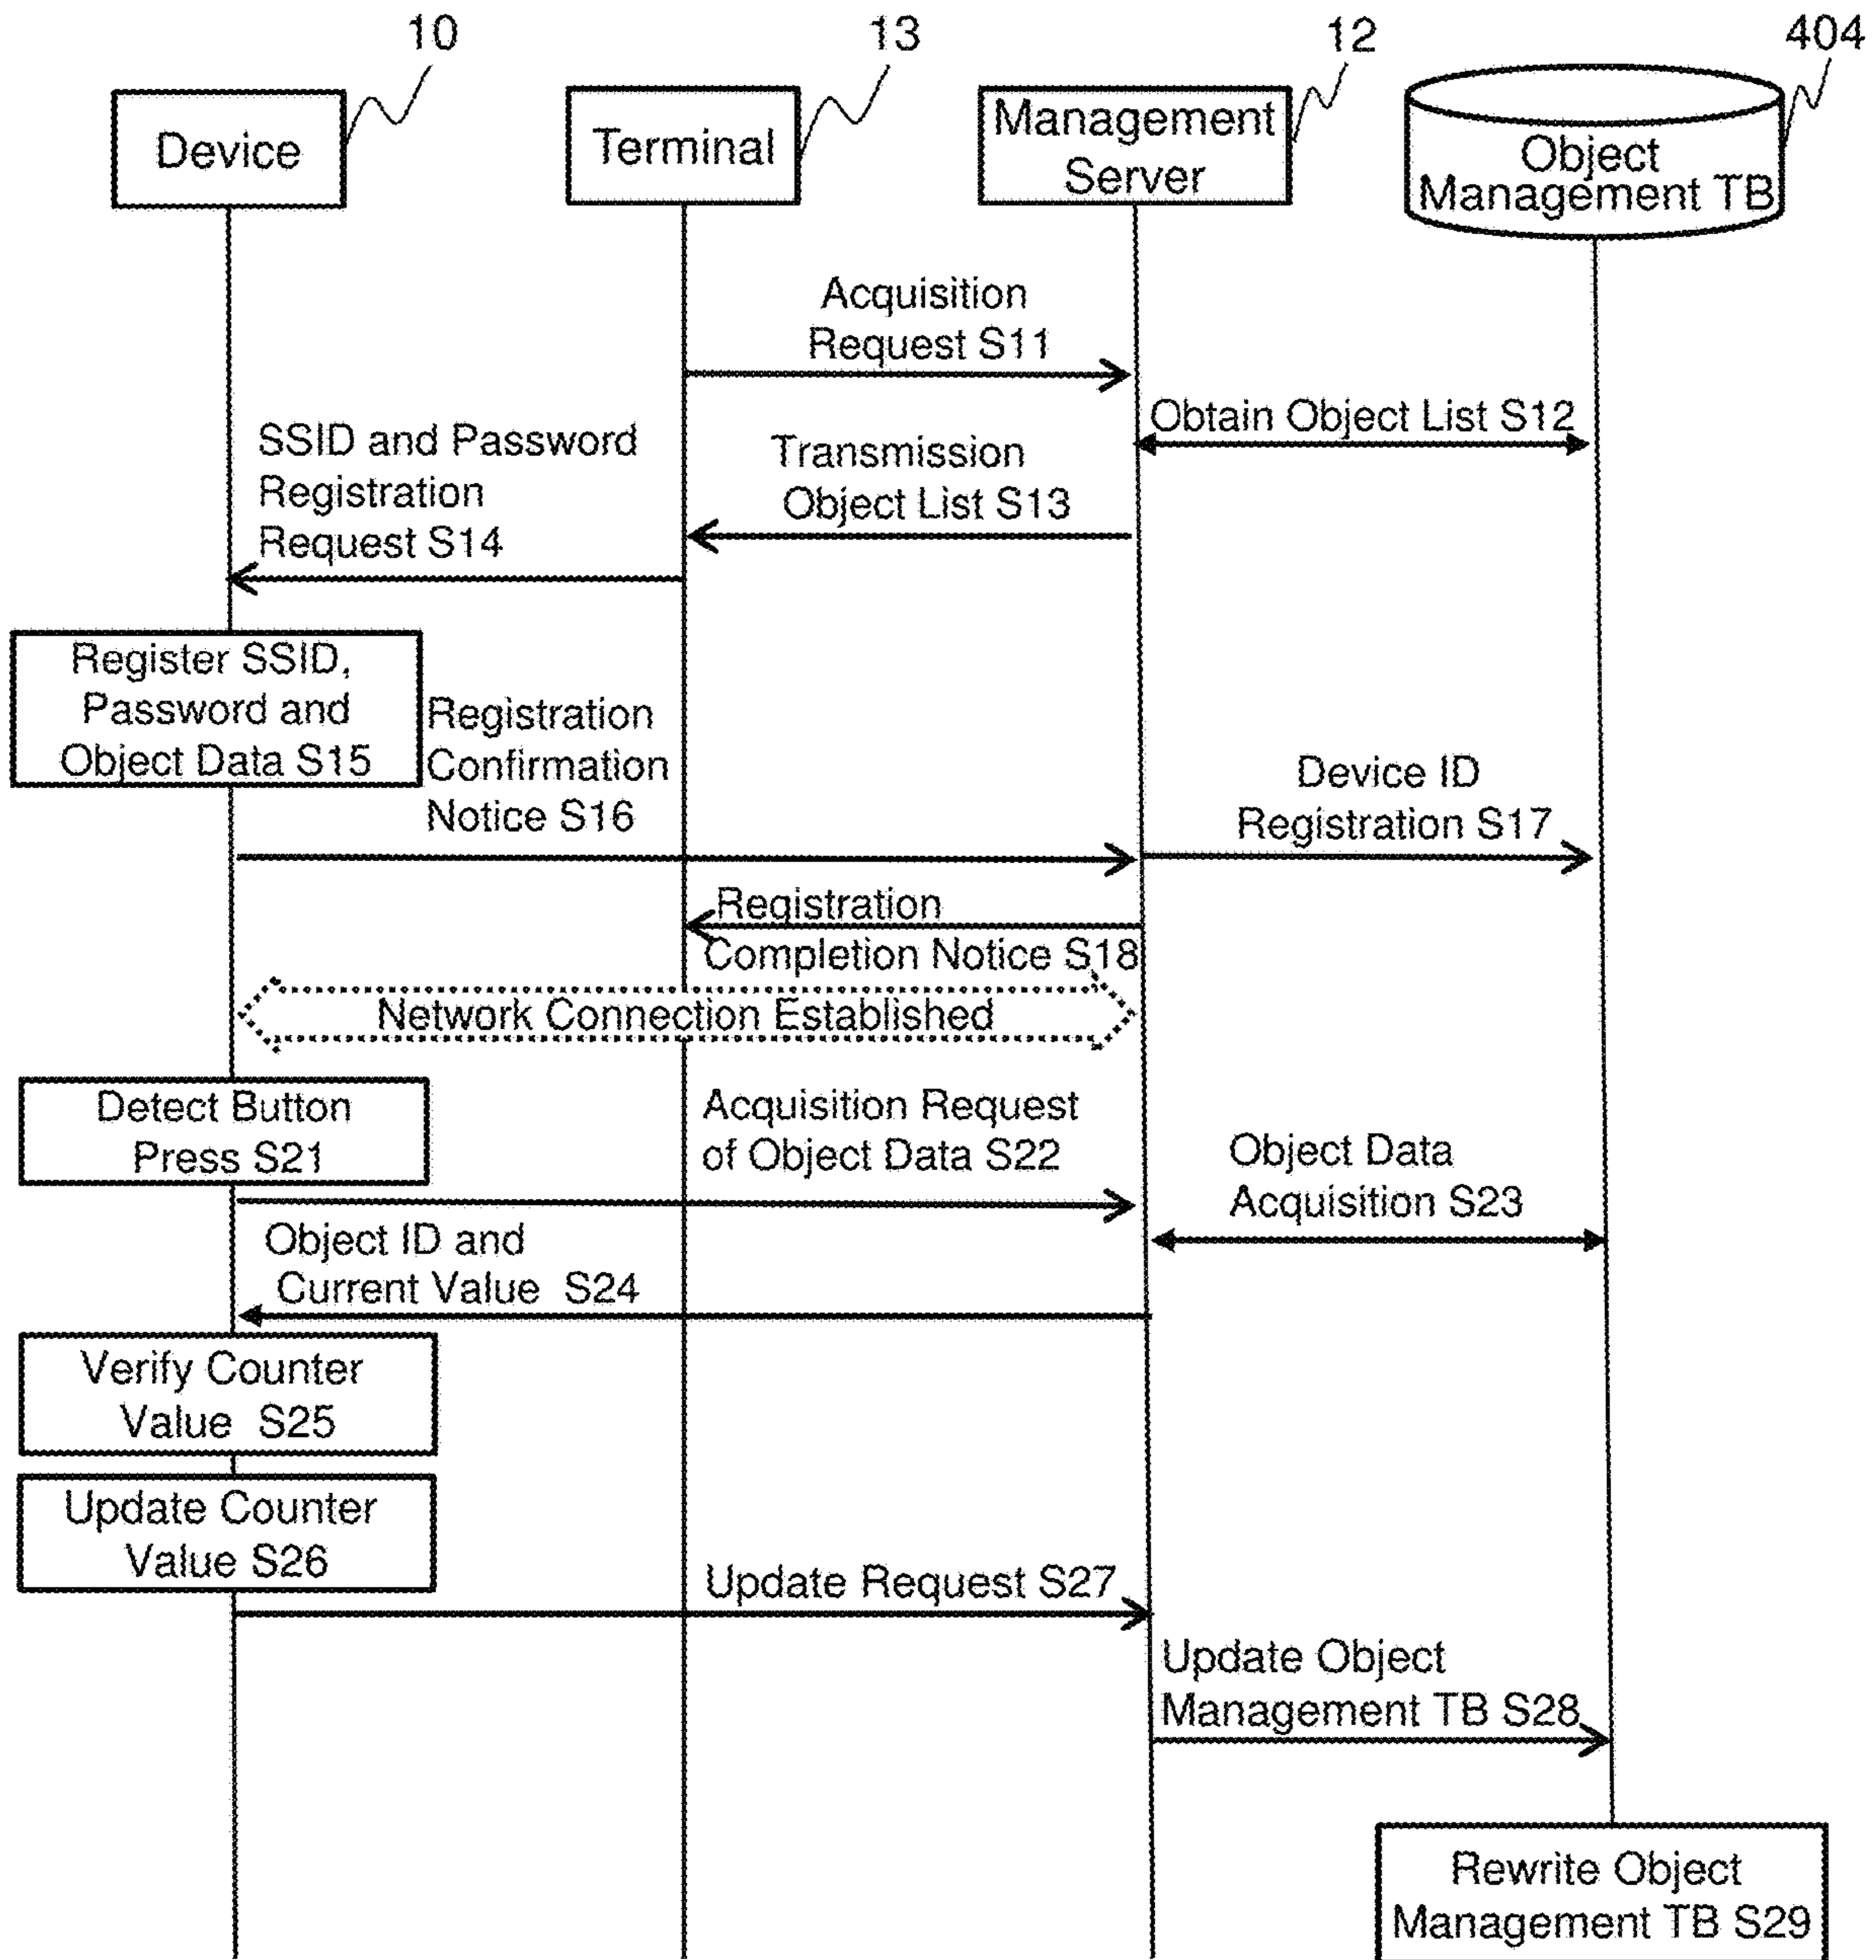 10
13
12
404
Device
Terminal
Management
Server
Object
Management TB
Acquisition
Request S11
Obtain Object List S12
Transmission
Object List S13
SSID and Password
Registration
Request S14
Register SSID,
Password and
Object Data S15
Registration
Confirmation
Notice S16
Device ID
Registration S17
Registration
Completion Notice S18
Network Connection Established
Detect Button
Press S21
Acquisition Request
of Object Data S22
Object Data
Acquisition S23
Object ID and
Current Value S24
Verify Counter
Value S25
Update Counter
Value S26
Update Request S27
Update Object
Management TB S28
Rewrite Object
Management TB S29